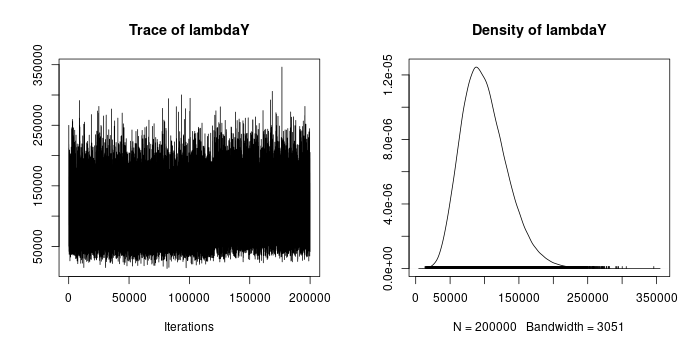 Trace of lambdaY
350000
250000
150000
50000
0
50000
100000
150000
200000
Iterations
Density of lambdaY
1.2e-05
8.0e-06
4.0e-06
0.0e+00
0
50000
150000
250000
350000
N = 200000 Bandwidth = 3051